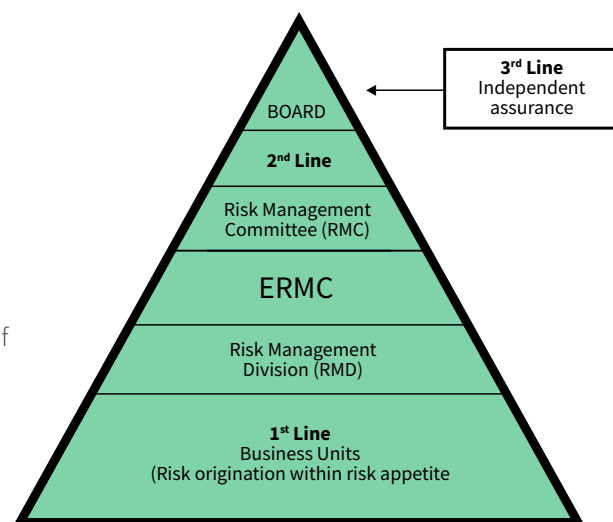 BOARD
3rd Line
Independent
assurance
2nd Line
Risk Management
Committee (RMC)
ERMC
of
Risk Management
Division (RMD)
1st Line
Business Units
(Risk origination within risk appetite